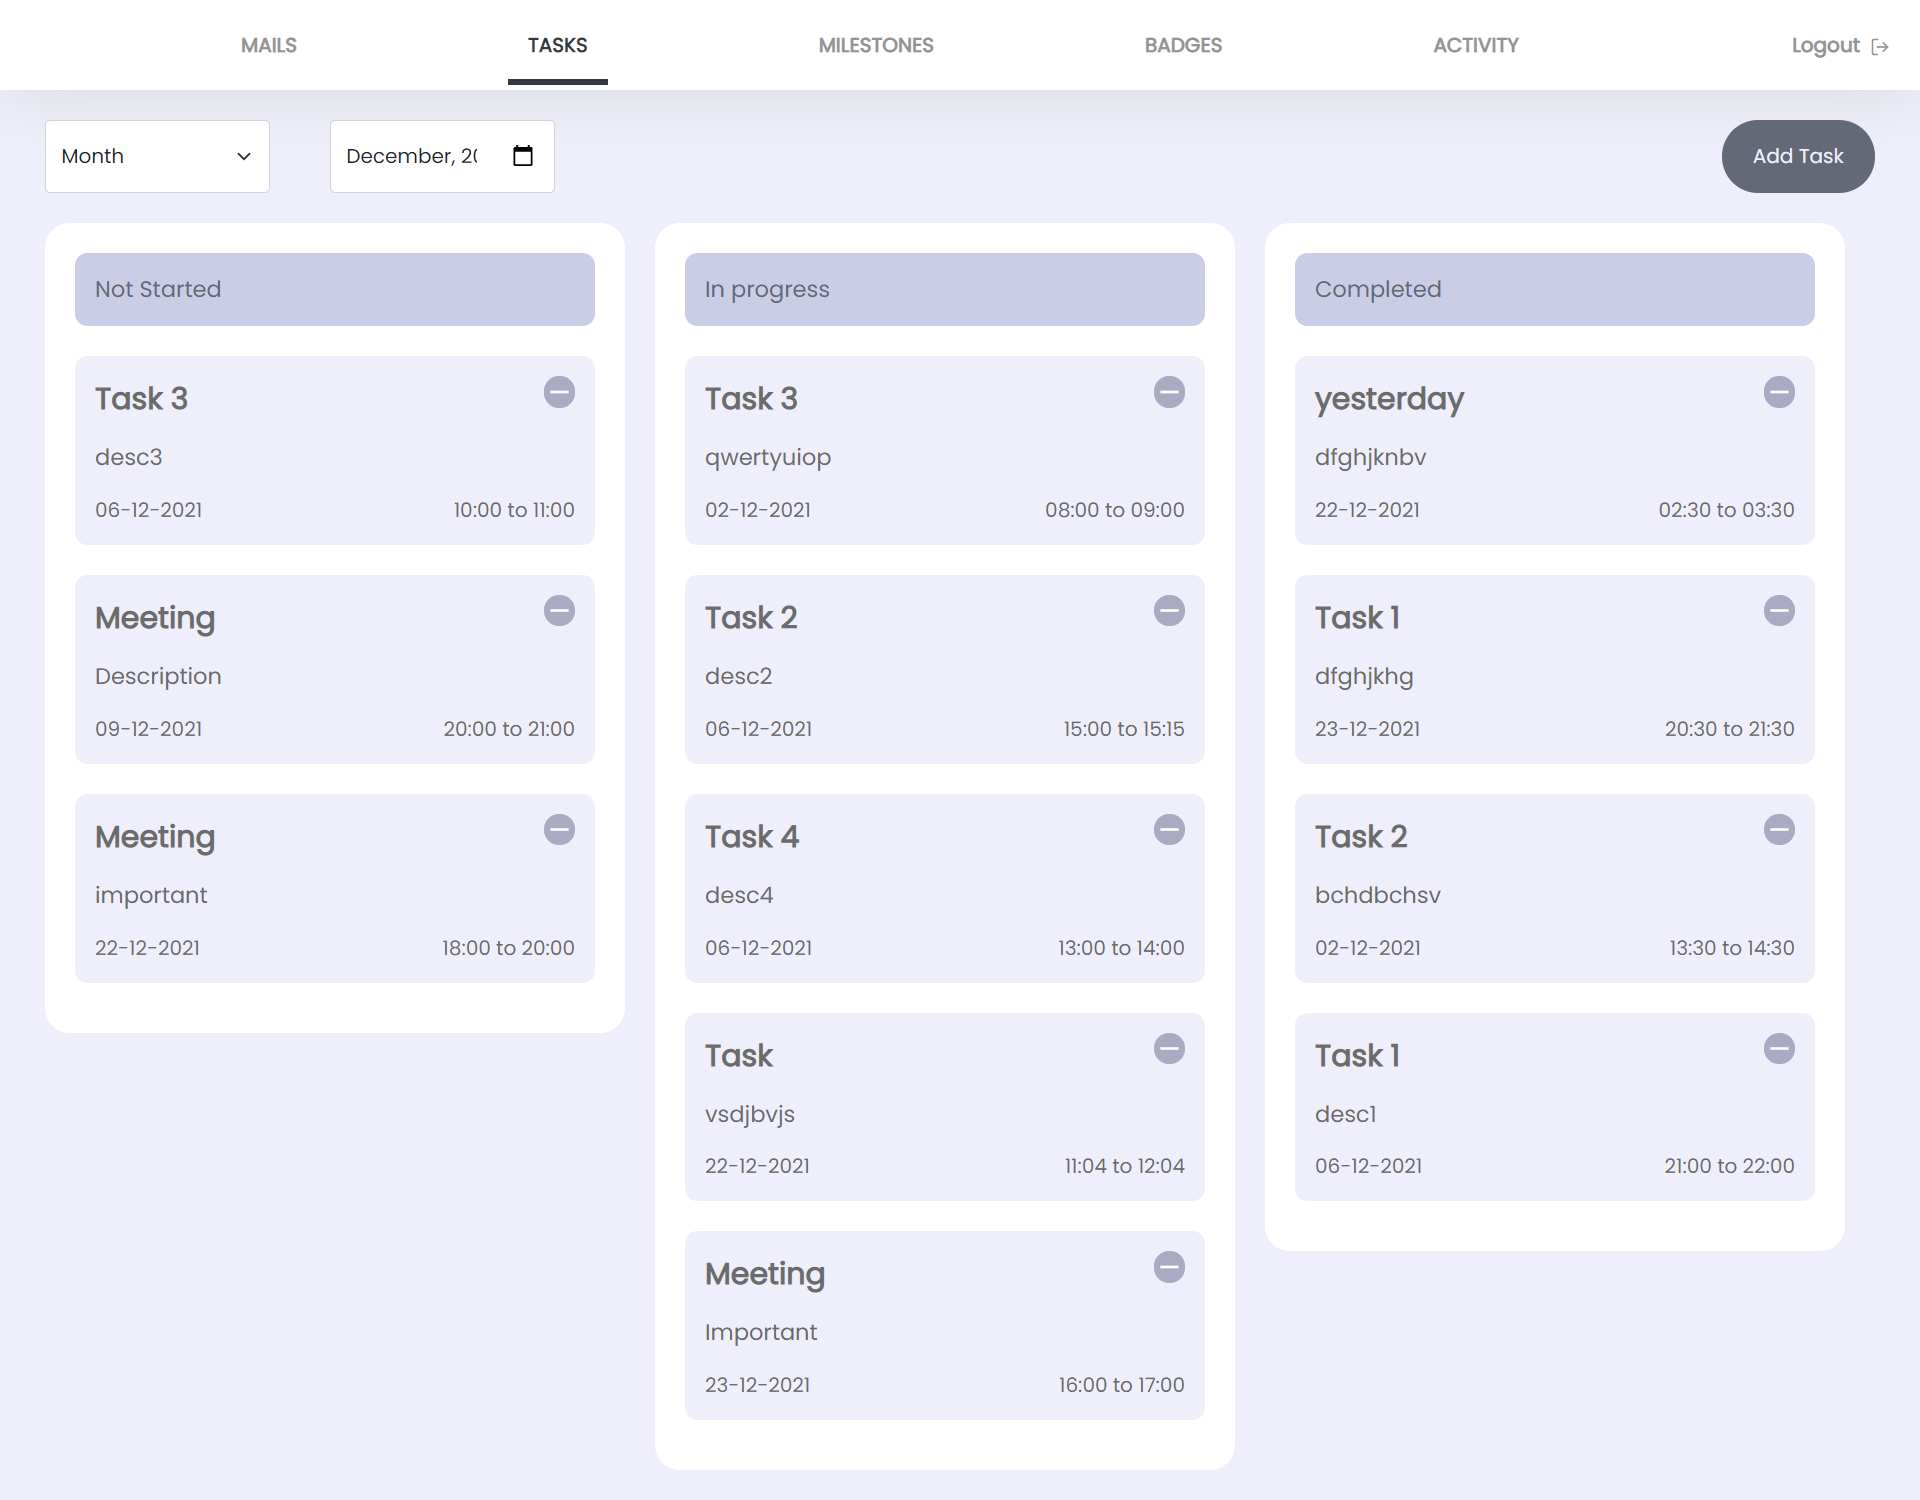 MAILS
TASKS
MILESTONES
BADGES
ACTIVITY
Logout
Month
December, 20
Add Task
Not Started
Task 3
desc3
06-12-2021 10:00 to 11:00
Meeting
Description
09-12-2021 20:00 to 21:00
Meeting
important
22-12-2021 18:00 to 20:00
In progress
Task 3
qwertyuiop
02-12-2021 08:00 to 09:00
Task 2
desc2
06-12-2021 15:00 to 15:15
Task 4
desc4
06-12-2021 13:00 to 14:00
Task
vsdjbvjs
22-12-2021 11:04 to 12:04
Meeting
Important
23-12-2021 16:00 to 17:00
Completed
yesterday
dfghjknbv
22-12-2021 02:30 to 03:30
Task 1
dfghjkhg
23-12-2021 20:30 to 21:30
Task 2
bchdbchsv
02-12-2021 13:30 to 14:30
Task 1
desc1
06-12-2021 21:00 to 22:00